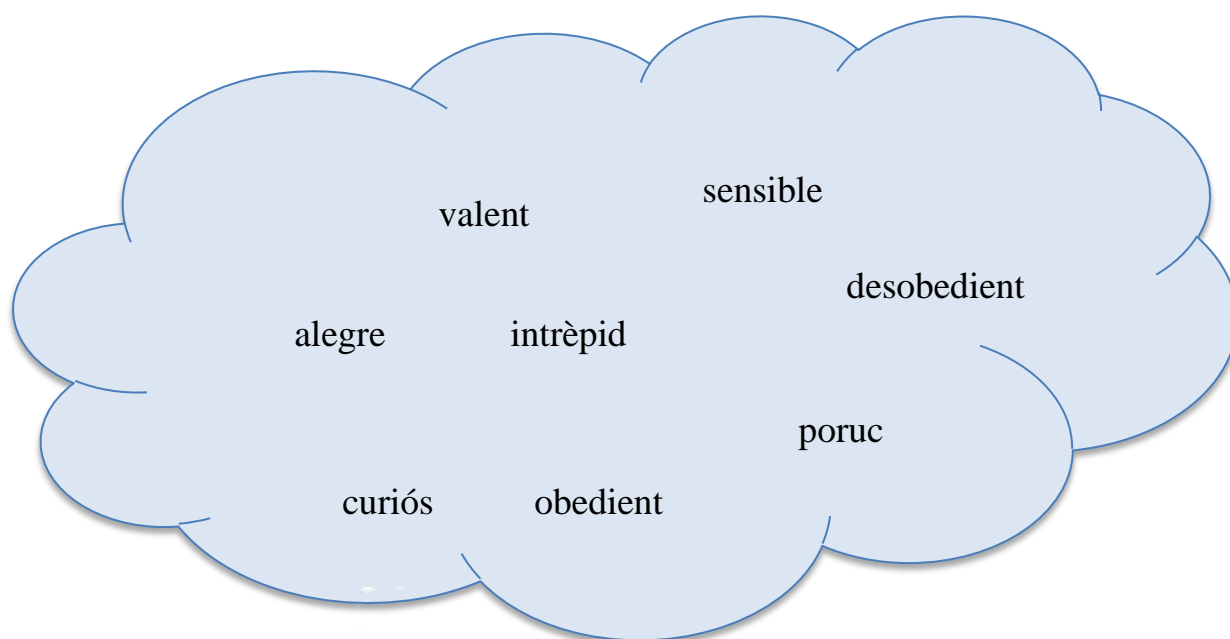 sensible
valent
desobedient
alegre intrèpid
poruc
curiós obedient